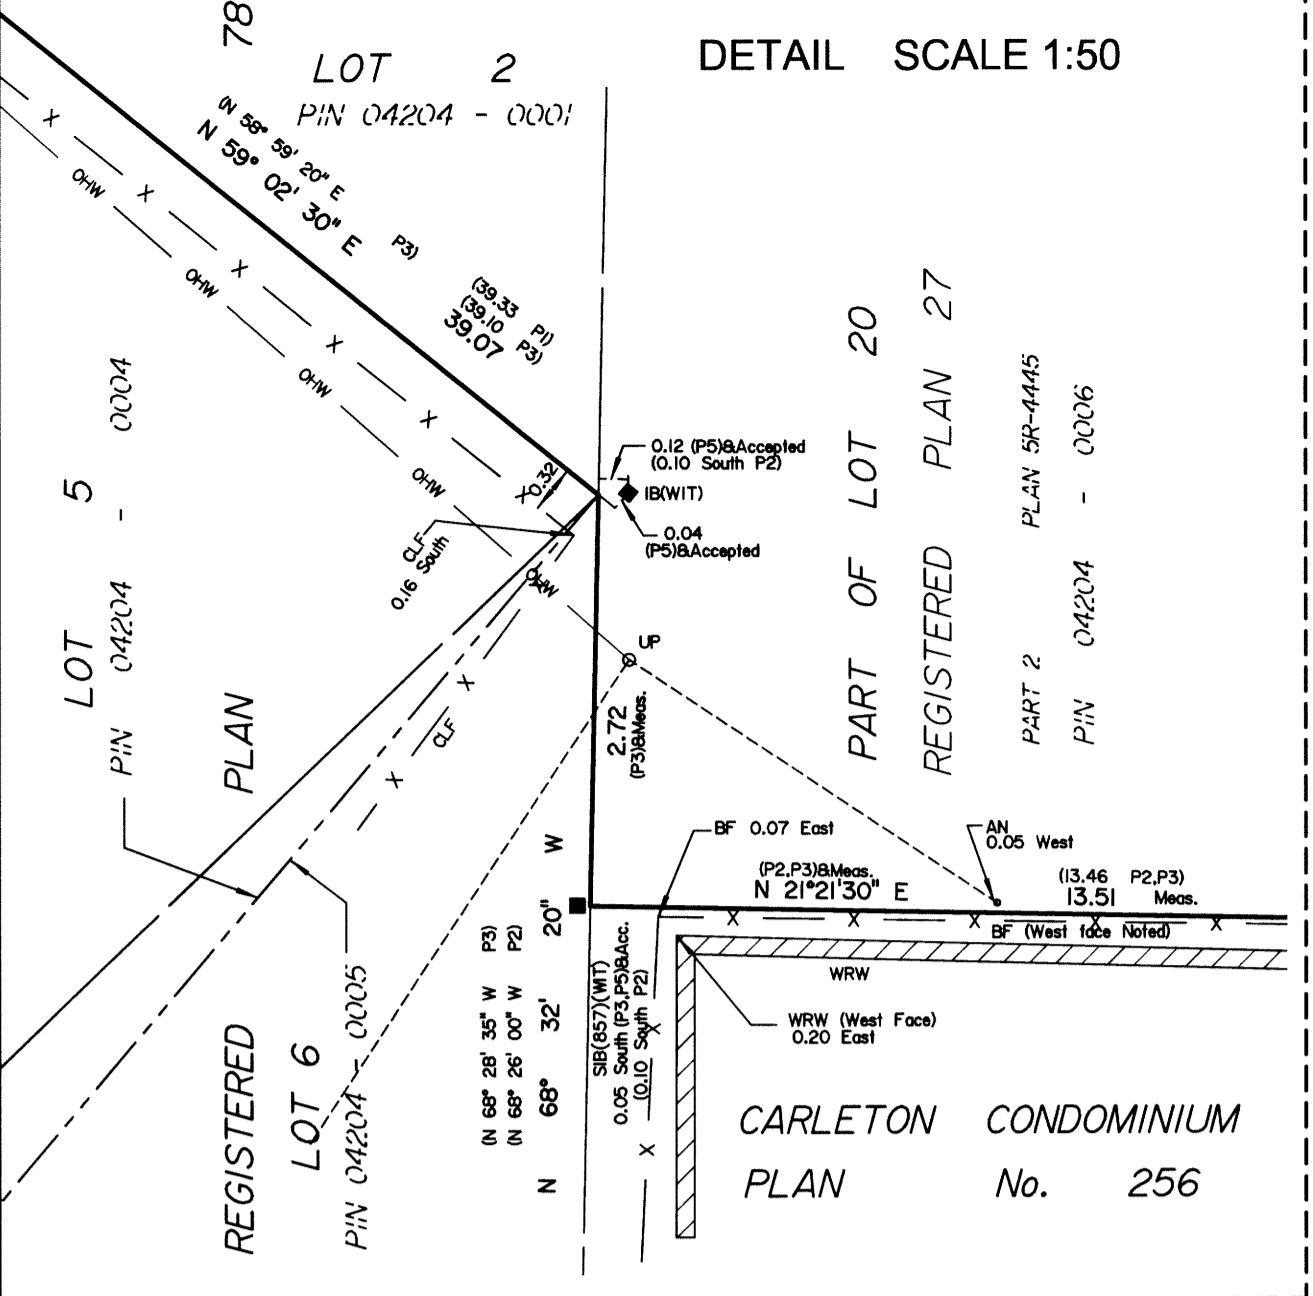 DETAIL SCALE 1:50
78
LOT 2
PIN 04204 - 0001
(N 58° 59' 20" E P3)
N 59° 02' 30" E
(39.33 P1)
(39.10 P3)
39.07
X X X X X X
OHW OHW OHW OHW OHW
0.32
0.12 (P5)&Accepted
(0.10 South P2)
IB(WIT)
0.04
(P5)&Accepted
CLF
0.16 South
LOT 5
PIN 04204 - 0004
PLAN
REGISTERED
LOT 6
PIN 04204 - 0005
X
CLF
X
UP
2.72
(P3)&Meas.
PART OF LOT 20
REGISTERED PLAN 27
PART 2 PLAN 5R-4445
PIN 04204 - 0006
BF 0.07 East
AN
0.05 West
(P2,P3)&Meas.
N 21°21'30" E
(13.46 P2,P3)
13.51 Meas.
X X X X X
BF (West face Noted)
WRW
WRW (West Face)
0.20 East
(N 68° 28' 35" W P3)
(N 68° 26' 00" W P2)
N 68° 32' 20" W
SIB(857)(WIT)
0.05 South (P3,P5)&Acc.
(0.10 South P2)
X
X
CARLETON CONDOMINIUM
PLAN No. 256